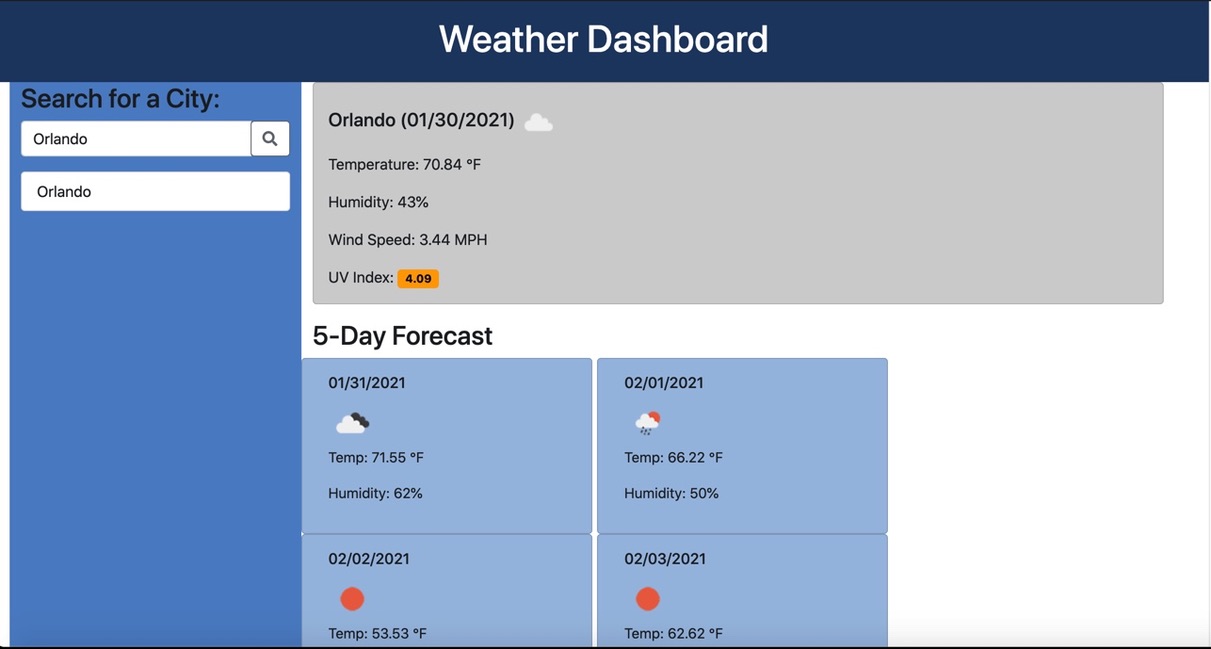 Weather Dashboard
Search for a City:
Orlando
Orlando
Orlando (01/30/2021)
Temperature: 70.84 °F
Humidity: 43%
Wind Speed: 3.44 MPH
UV Index: 4.09
5-Day Forecast
01/31/2021
Temp: 71.55 °F
Humidity: 62%
02/01/2021
Temp: 66.22 °F
Humidity: 50%
02/02/2021
Temp: 53.53 °F
02/03/2021
Temp: 62.62 °F